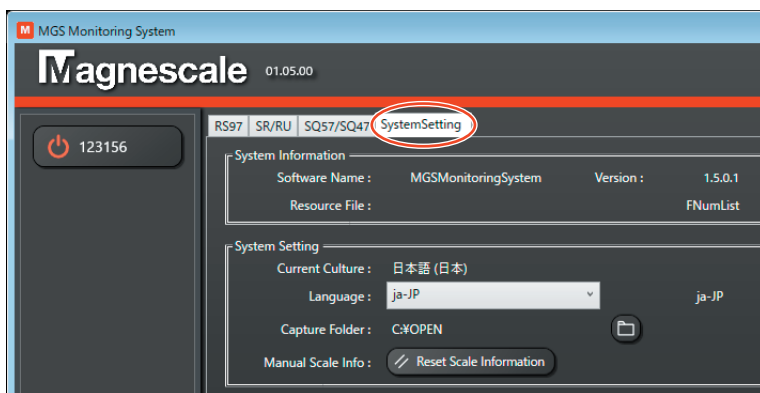 M MGS Monitoring System
Magnescale 01.05.00
123156
RS97 SR/RU SQ57/SQ47 SystemSetting
System Information
Software Name : MGSMonitoringSystem Version : 1.5.0.1
Resource File : FNumList
System Setting
Current Culture : 日本語 (日本)
Language : ja-JP ja-JP
Capture Folder : C:¥OPEN
Manual Scale Info : Reset Scale Information